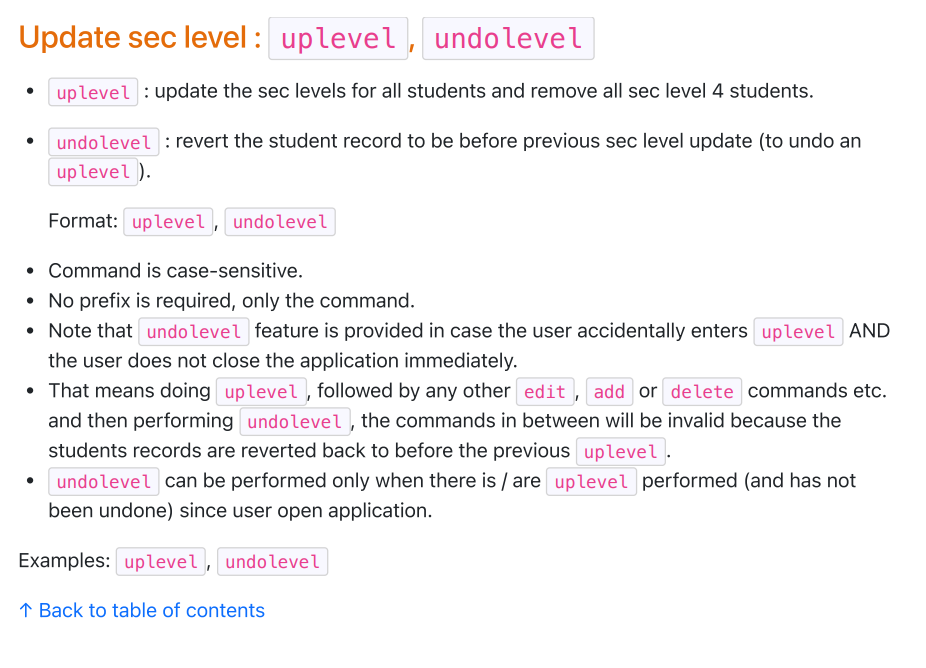 Update sec level : uplevel, undolevel
• uplevel : update the sec levels for all students and remove all sec level 4 students.
• undolevel : revert the student record to be before previous sec level update (to undo an
uplevel ).
Format: uplevel, undolevel
• Command is case-sensitive.
• No prefix is required, only the command.
• Note that undolevel feature is provided in case the user accidentally enters uplevel AND
the user does not close the application immediately.
• That means doing uplevel, followed by any other edit, add or delete commands etc.
and then performing undolevel, the commands in between will be invalid because the
students records are reverted back to before the previous uplevel.
• undolevel can be performed only when there is / are uplevel performed (and has not
been undone) since user open application.
Examples: uplevel, undolevel
↑ Back to table of contents